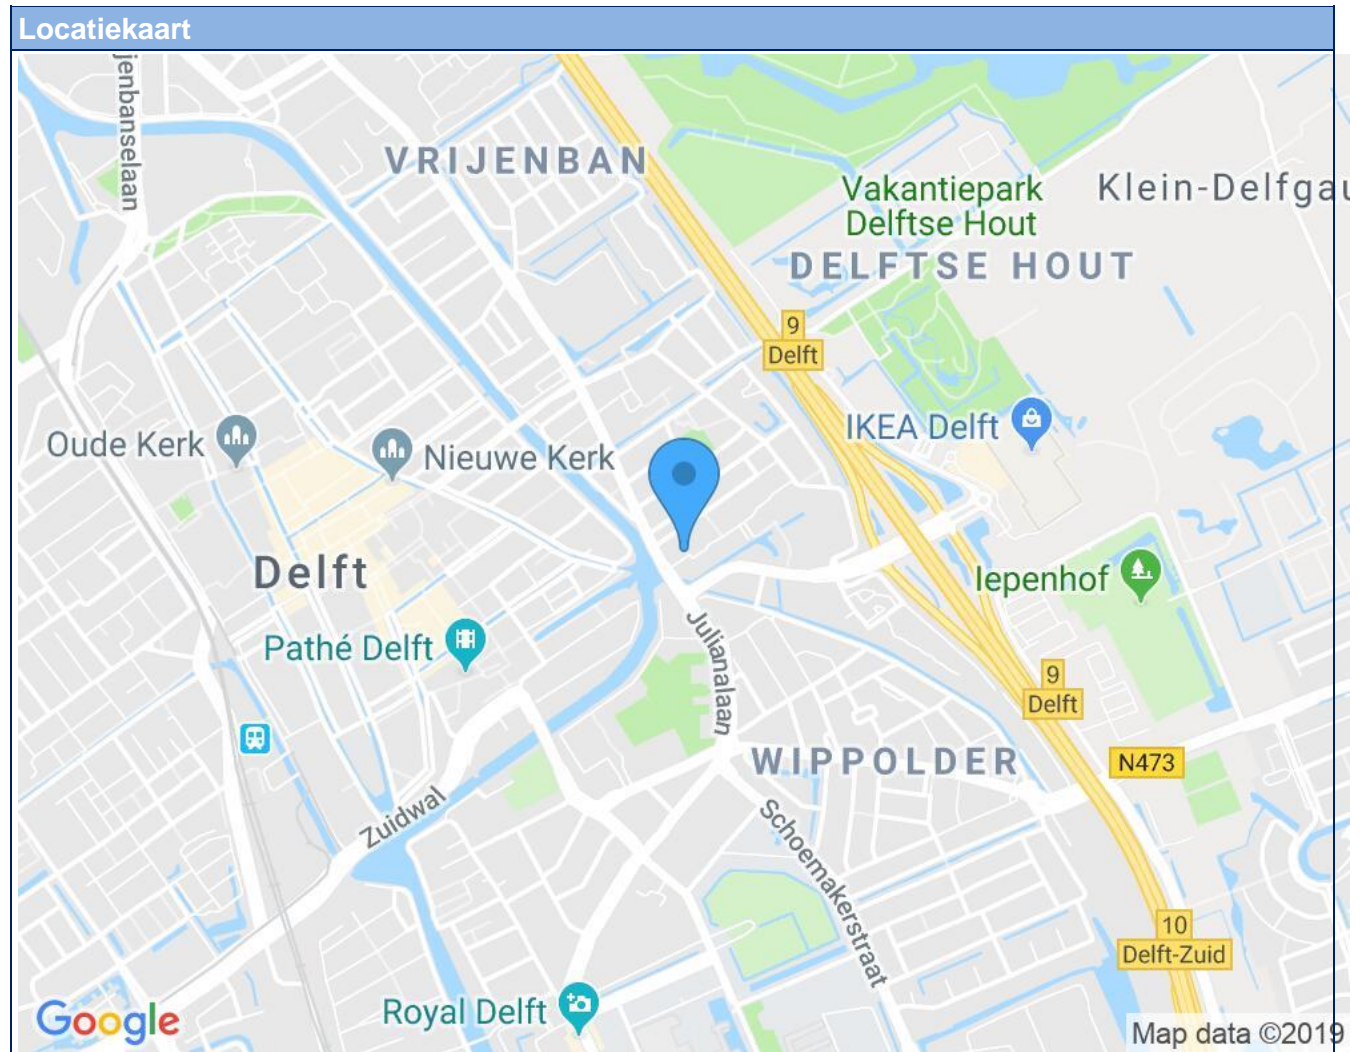 Locatiekaart
jenbanselaan
VRIJENBAN
Vakantiepark
Delftse Hout
Klein-Delfgau
DELFTSE HOUT
9
Delft
IKEA Delft
Oude Kerk
Nieuwe Kerk
Delft
Iepenhof
Pathé Delft
Julianalaan
9
Delft
WIPPOLDER
N473
Zuidwal
Schoemakerstraat
10
Delft-Zuid
Royal Delft
Google
Map data ©2019